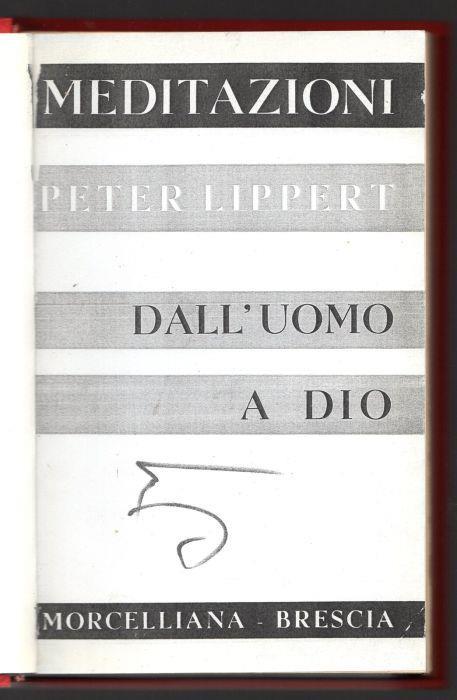 MEDITAZIONI
PETER LIPPERT
DALL'UOMO
A DIO
MORCELLIANA - BRESCIA